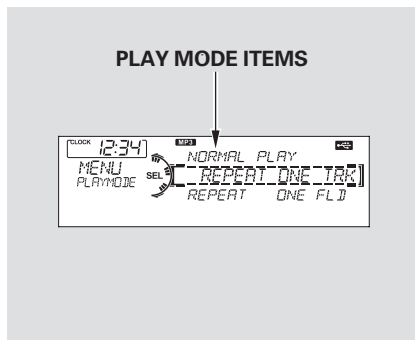 PLAY MODE ITEMS
CLOCK 12:34 MP3
NORMAL PLAY
MENU
PLAYMODE
SEL
REPEAT ONE TRK
REPEAT ONE FLD